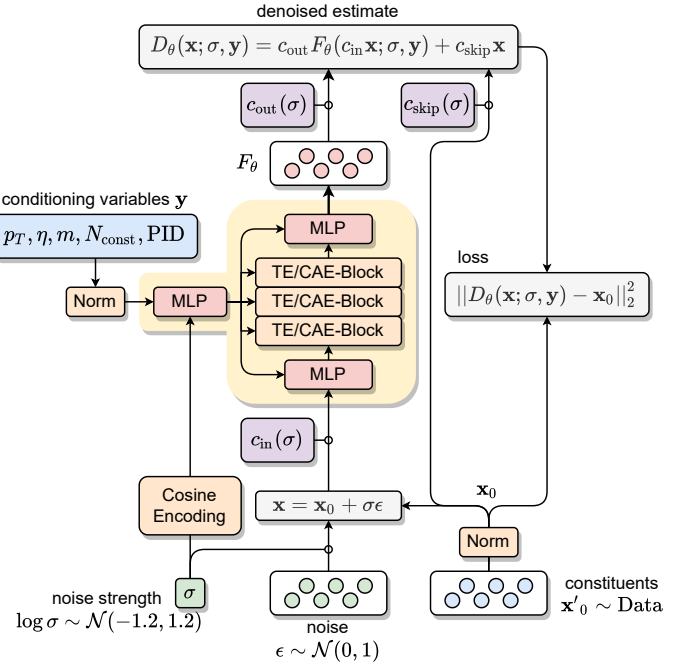 denoised estimate
D_θ(x; σ, y) = c_out F_θ(c_in x; σ, y) + c_skip x
c_out(σ)
c_skip(σ)
F_θ
conditioning variables y
p_T, η, m, N_const, PID
MLP
loss
TE/CAE-Block
Norm
MLP
TE/CAE-Block
||D_θ(x; σ, y) − x_0||_2^2
TE/CAE-Block
MLP
c_in(σ)
Cosine
Encoding
x = x_0 + σϵ
x_0
Norm
noise strength
σ
log σ ∼ N(−1.2, 1.2)
noise
ϵ ∼ N(0, 1)
constituents
x′_0 ∼ Data